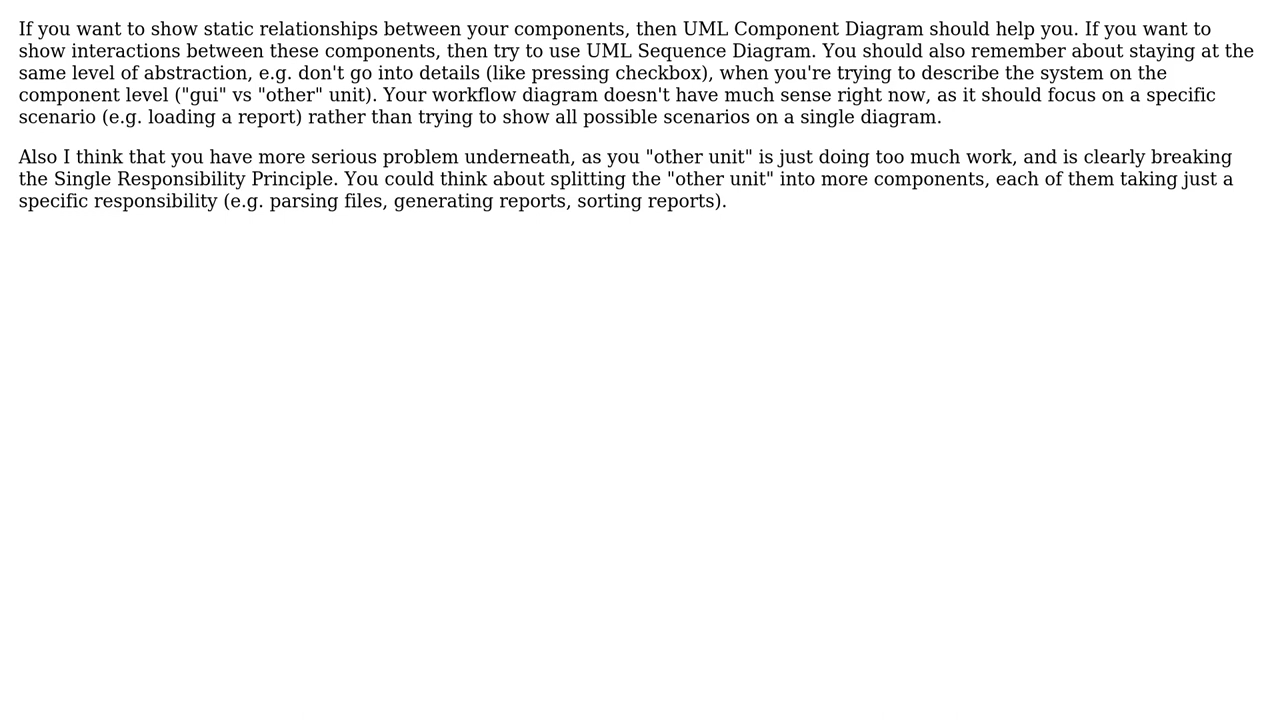 If you want to show static relationships between your components, then UML Component Diagram should help you. If you want to
show interactions between these components, then try to use UML Sequence Diagram. You should also remember about staying at the
same level of abstraction, e.g. don't go into details (like pressing checkbox), when you're trying to describe the system on the
component level ("gui" vs "other" unit). Your workflow diagram doesn't have much sense right now, as it should focus on a specific
scenario (e.g. loading a report) rather than trying to show all possible scenarios on a single diagram.
Also I think that you have more serious problem underneath, as you "other unit" is just doing too much work, and is clearly breaking
the Single Responsibility Principle. You could think about splitting the "other unit" into more components, each of them taking just a
specific responsibility (e.g. parsing files, generating reports, sorting reports).